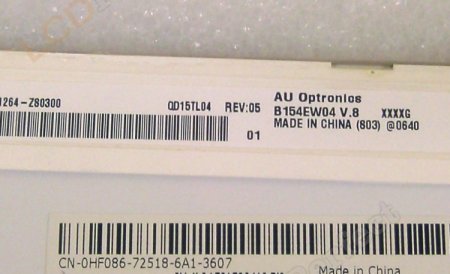 1264-Z80300 QD15TL04 REV:05 AU Optronics
B154EW04 V.8 XXXXG
01 MADE IN CHINA (803) @0640
CN-0HF086-72518-6A1-3607
Made in China